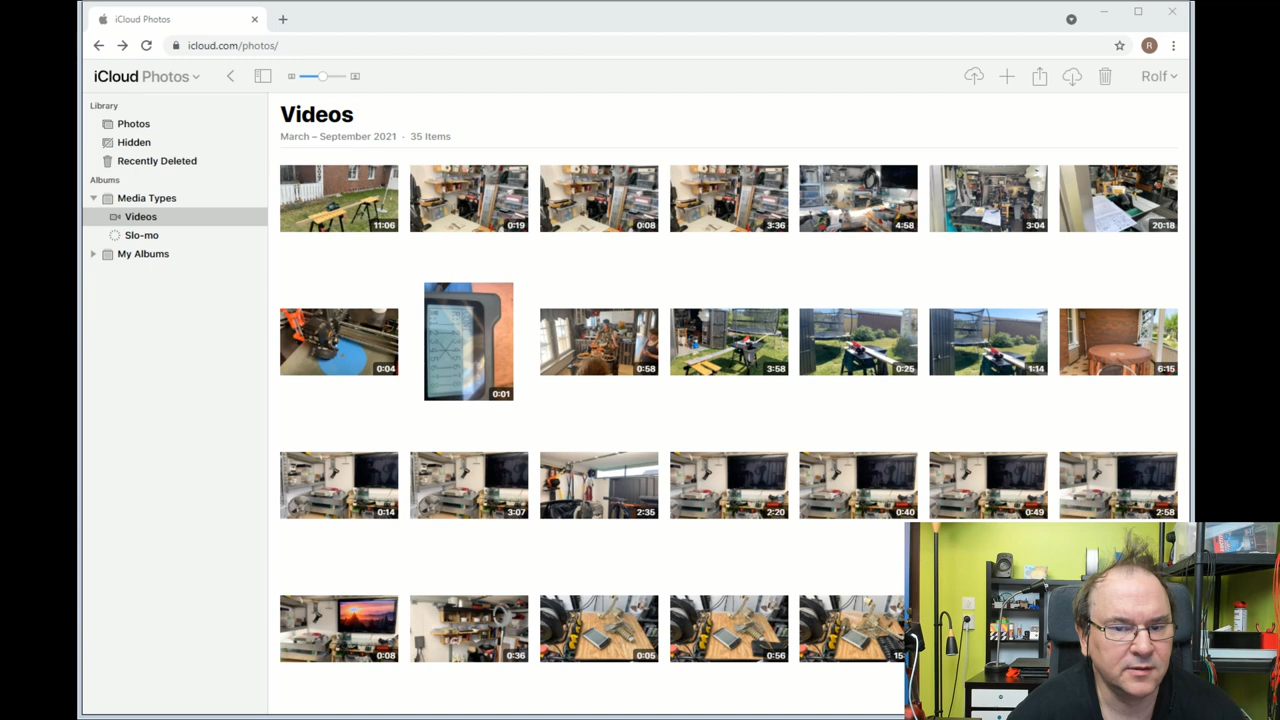 iCloud Photos
icloud.com/photos/
R
iCloud Photos
Rolf
Library
Photos
Hidden
Recently Deleted
Albums
Media Types
Videos
Slo-mo
My Albums
Videos
March – September 2021 · 35 Items
11:06
0:19
0:08
3:36
4:58
3:04
20:18
0:04
0:01
0:58
3:58
0:25
1:14
6:15
0:14
3:07
2:35
2:20
0:40
0:49
2:58
0:08
0:36
0:05
0:56
15